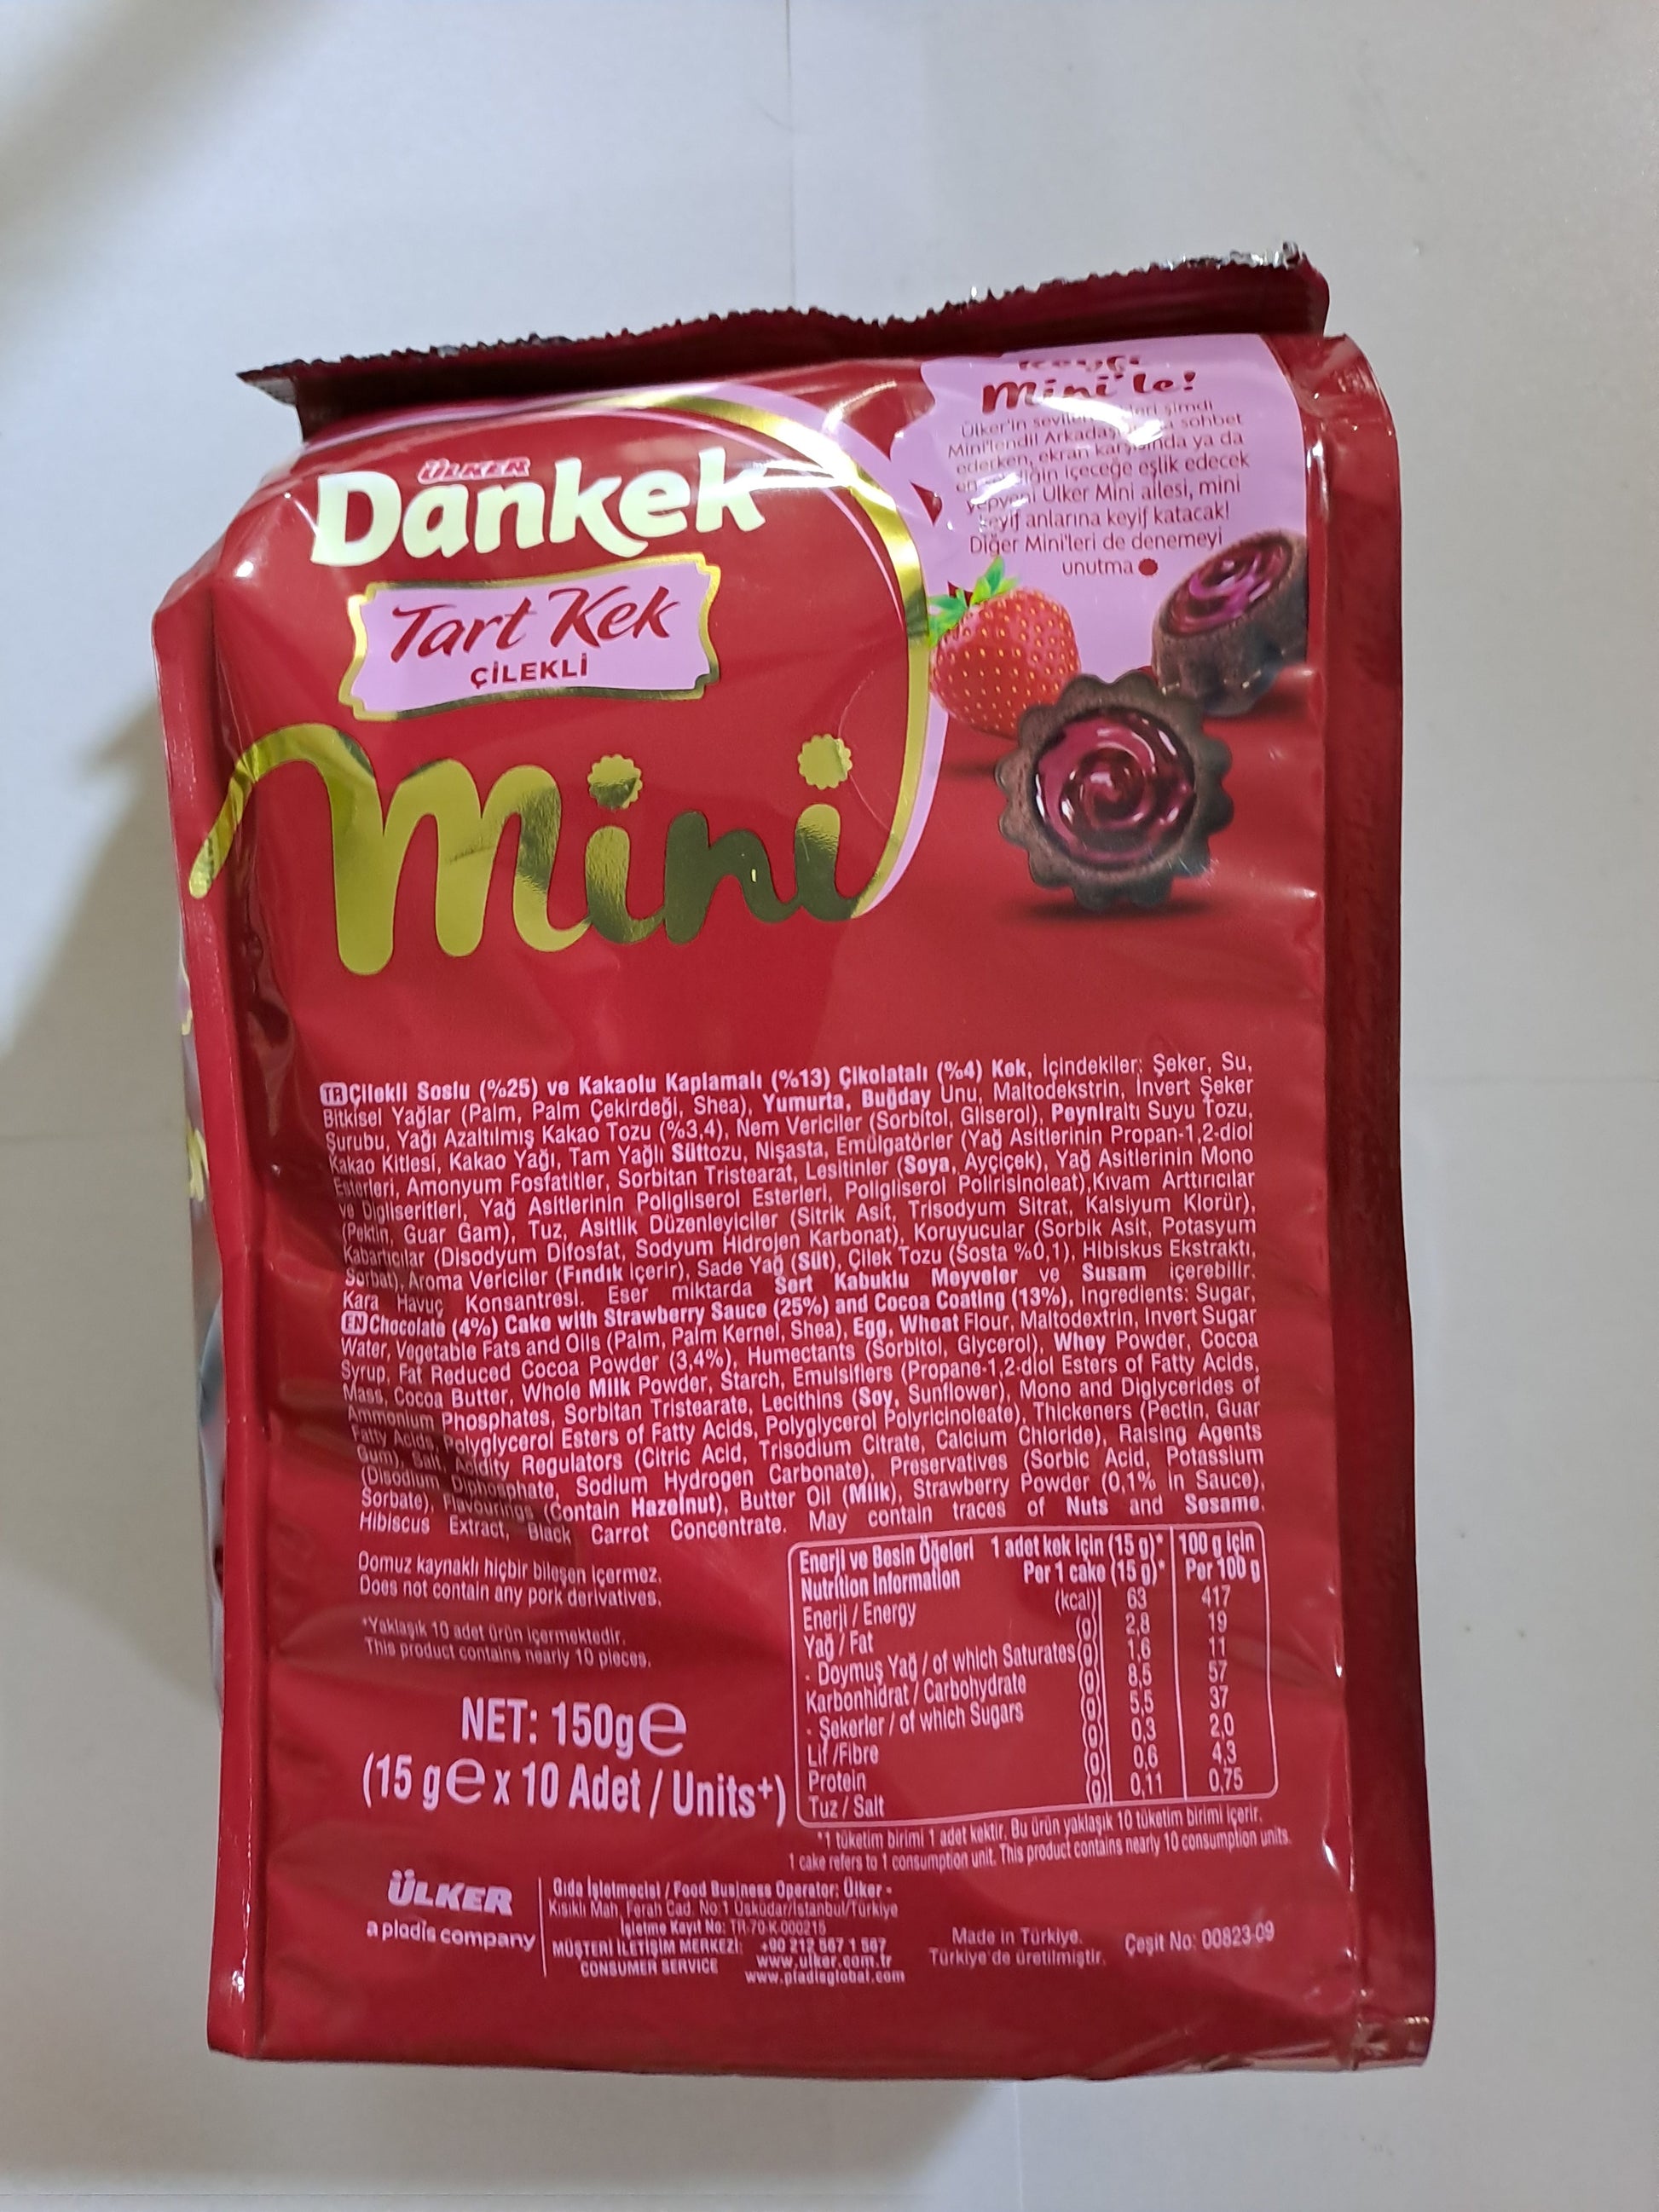 ÜLKER
Dankek
Tart Kek
ÇİLEKLİ
Mini
Mini'le!
Ülker'in şimdi
Mini'lendi! sohbet
ederken, ekran karşısında ya da
içeceğe eşlik edecek
Ülker Mini ailesi, mini
keyif anlarına keyif katacak!
Diğer Mini'leri de denemeyi
unutma
TR Çilekli Soslu (%25) ve Kakaolu Kaplamalı (%13) Çikolatalı (%4) Kek, İçindekiler: Şeker, Su,
Bitkisel Yağlar (Palm, Palm Çekirdeği, Shea), Yumurta, Buğday Unu, Maltodekstrin, İnvert Şeker
Şurubu, Yağı Azaltılmış Kakao Tozu (%3,4), Nem Vericiler (Sorbitol, Gliserol), Peyniraltı Suyu Tozu,
Kakao Kitlesi, Kakao Yağı, Tam Yağlı Süttozu, Nişasta, Emülgatörler (Yağ Asitlerinin Propan-1,2-diol
Esterleri, Amonyum Fosfatitler, Sorbitan Tristearat, Lesitinler (Soya, Ayçiçek), Yağ Asitlerinin Mono
ve Digliseritleri, Yağ Asitlerinin Poligliserol Esterleri, Poligliserol Polirisinoleat),Kıvam Arttırıcılar
(Pektin, Guar Gam), Tuz, Asitlik Düzenleyiciler (Sitrik Asit, Trisodyum Sitrat, Kalsiyum Klorür),
Kabartıcılar (Disodyum Difosfat, Sodyum Hidrojen Karbonat), Koruyucular (Sorbik Asit, Potasyum
Sorbat), Aroma Vericiler (Fındık İçerir), Sade Yağ (Süt), Çilek Tozu (Sosta %0,1), Hibiskus Ekstraktı,
Kara Havuç Konsantresi. Eser miktarda Sert Kabuklu Meyveler ve Susam içerebilir.
EN Chocolate (4%) Cake with Strawberry Sauce (25%) and Cocoa Coating (13%), Ingredients: Sugar,
Water, Vegetable Fats and Oils (Palm, Palm Kernel, Shea), Egg, Wheat Flour, Maltodextrin, Invert Sugar
Syrup, Fat Reduced Cocoa Powder (3,4%), Humectants (Sorbitol, Glycerol), Whey Powder, Cocoa
Mass, Cocoa Butter, Whole Milk Powder, Starch, Emulsifiers (Propane-1,2-diol Esters of Fatty Acids,
Ammonium Phosphates, Sorbitan Tristearate, Lecithins (Soy, Sunflower), Mono and Diglycerides of
Fatty Acids, Polyglycerol Esters of Fatty Acids, Polyglycerol Polyricinoleate), Thickeners (Pectin, Guar
Gam), Salt, Acidity Regulators (Citric Acid, Trisodium Citrate, Calcium Chloride), Raising Agents
(Disodium Diphosphate, Sodium Hydrogen Carbonate), Preservatives (Sorbic Acid, Potassium
Sorbate), Flavourings (Contain Hazelnut), Butter Oil (Milk), Strawberry Powder (0,1% in Sauce),
Hibiscus Extract, Black Carrot Concentrate. May contain traces of Nuts and Sesame.
Domuz kaynaklı hiçbir bileşen içermez.
Does not contain any pork derivatives.
*Yaklaşık 10 adet ürün içermektedir.
This product contains nearly 10 pieces.
NET: 150g e
(15 g e x 10 Adet / Units*)
Enerji ve Besin Ögeleri 1 adet kek için (15 g)* 100 g için
Nutrition Information Per 1 cake (15 g)* Per 100 g
Enerji / Energy (kcal) 63 417
Yağ / Fat (g) 2,8 19
- Doymuş Yağ / of which Saturates (g) 1,6 11
Karbonhidrat / Carbohydrate (g) 8,5 57
- Şekerler / of which Sugars (g) 5,5 37
Lif /Fibre (g) 0,3 2,0
Protein (g) 0,6 4,3
Tuz / Salt (g) 0,11 0,75
*1 tüketim birimi 1 adet kektir. Bu ürün yaklaşık 10 tüketim birimi içerir.
1 cake refers to 1 consumption unit. This product contains nearly 10 consumption units.
ÜLKER
a pladis company
Gıda İşletmecisi / Food Business Operator: Ülker -
Kısıklı Mah. Ferah Cad. No:1 Üsküdar/İstanbul/Türkiye
İşletme Kayıt No: TR-70-K-000215
MÜŞTERİ İLETİŞİM MERKEZİ: +90 212 567 1 567
CONSUMER SERVICE www.ulker.com.tr
www.pladisglobal.com
Made in Türkiye.
Türkiye'de üretilmiştir.
Çeşit No: 00823-09